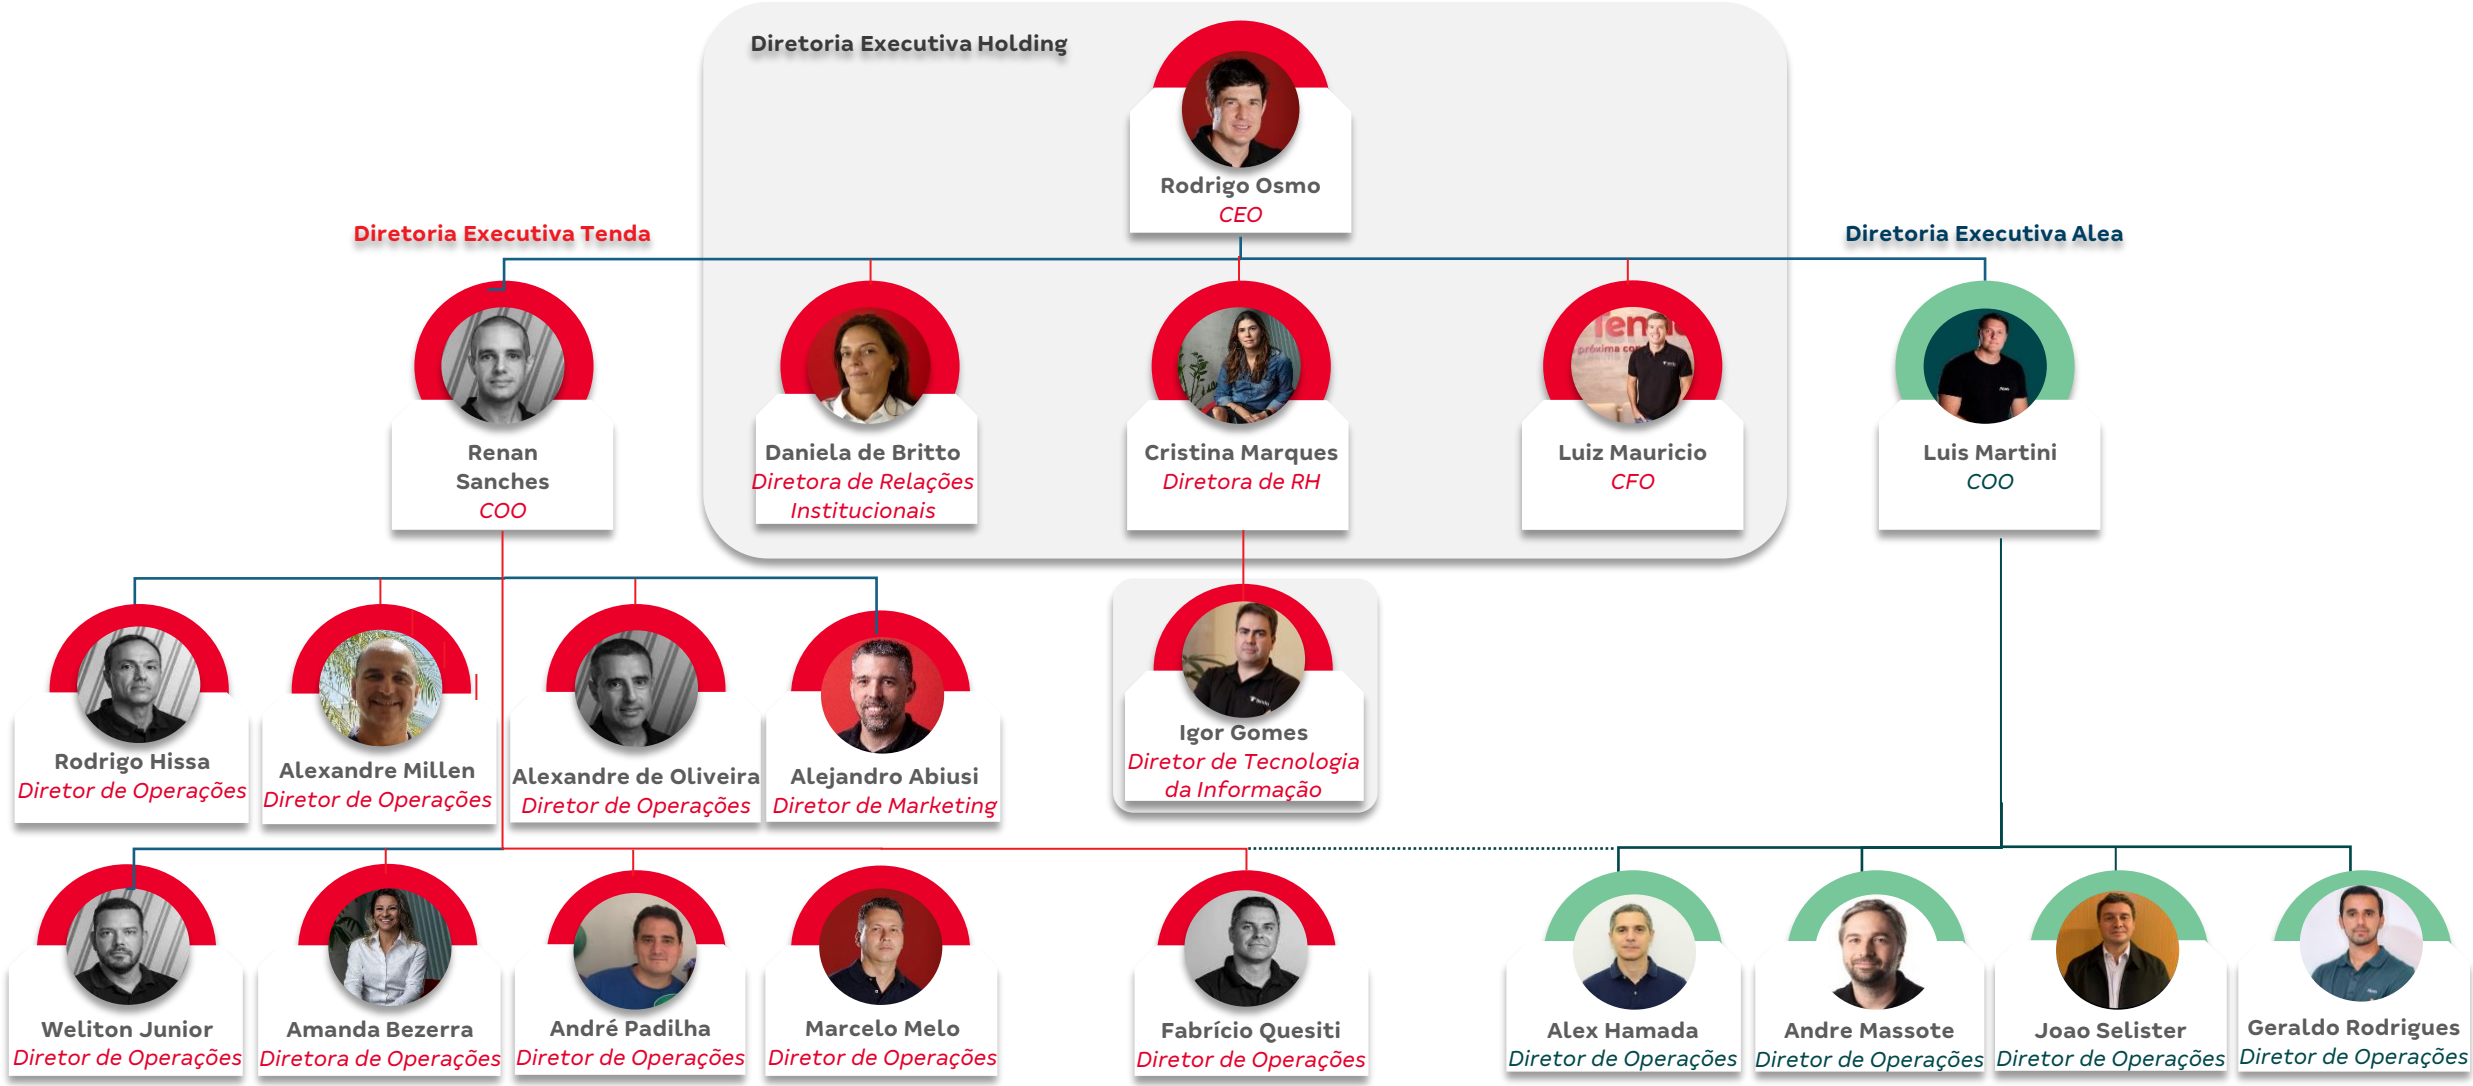 Diretoria Executiva Holding
Rodrigo Osmo
CEO
Diretoria Executiva Tenda
Diretoria Executiva Alea
Renan
Sanches
COO
Daniela de Britto
Diretora de Relações
Institucionais
Cristina Marques
Diretora de RH
Luiz Mauricio
CFO
Luis Martini
COO
Rodrigo Hissa
Diretor de Operações
Alexandre Millen
Diretor de Operações
Alexandre de Oliveira
Diretor de Operações
Alejandro Abiusi
Diretor de Marketing
Igor Gomes
Diretor de Tecnologia
da Informação
Weliton Junior
Diretor de Operações
Amanda Bezerra
Diretora de Operações
André Padilha
Diretor de Operações
Marcelo Melo
Diretor de Operações
Fabrício Quesiti
Diretor de Operações
Alex Hamada
Diretor de Operações
Andre Massote
Diretor de Operações
Joao Selister
Diretor de Operações
Geraldo Rodrigues
Diretor de Operações